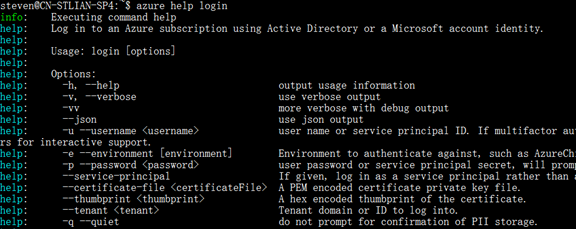 steven@CN-STLIAN-SP4:~$ azure help login
info:    Executing command help
help:    Log in to an Azure subscription using Active Directory or a Microsoft account identity.
help:
help:    Usage: login [options]
help:
help:    Options:
help:      -h, --help                           output usage information
help:      -v, --verbose                        use verbose output
help:      -vv                                  more verbose with debug output
help:      --json                               use json output
help:      -u --username <username>             user name or service principal ID. If multifactor au
rs for interactive support.
help:      -e --environment [environment]       Environment to authenticate against, such as AzureChi
help:      -p --password <password>             user password or service principal secret, will prom
help:      --service-principal                  If given, log in as a service principal rather than a
help:      --certificate-file <certificateFile> A PEM encoded certificate private key file.
help:      --thumbprint <thumbprint>            A hex encoded thumbprint of the certificate.
help:      --tenant <tenant>                    Tenant domain or ID to log into.
help:      -q --quiet                           do not prompt for confirmation of PII storage.